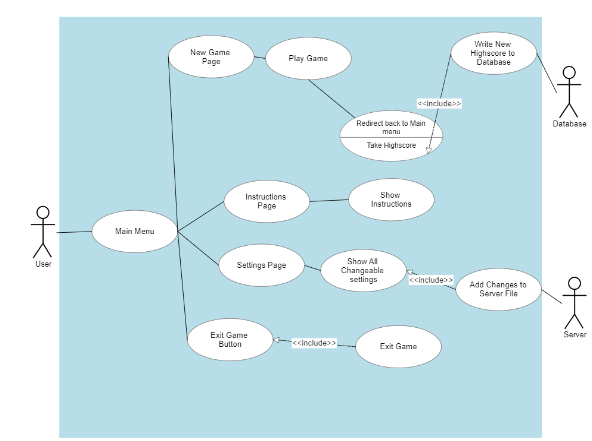 New Game
Page
Play Game
Write New
Highscore to
Database
<<include>>
Database
Redirect back to Main
menu
Take Highscore
Instructions
Page
Show
Instructions
Main Menu
User
Settings Page
Show All
Changeable
settings
<<include>>
Add Changes to
Server File
Server
Exit Game
Button
<<include>>
Exit Game